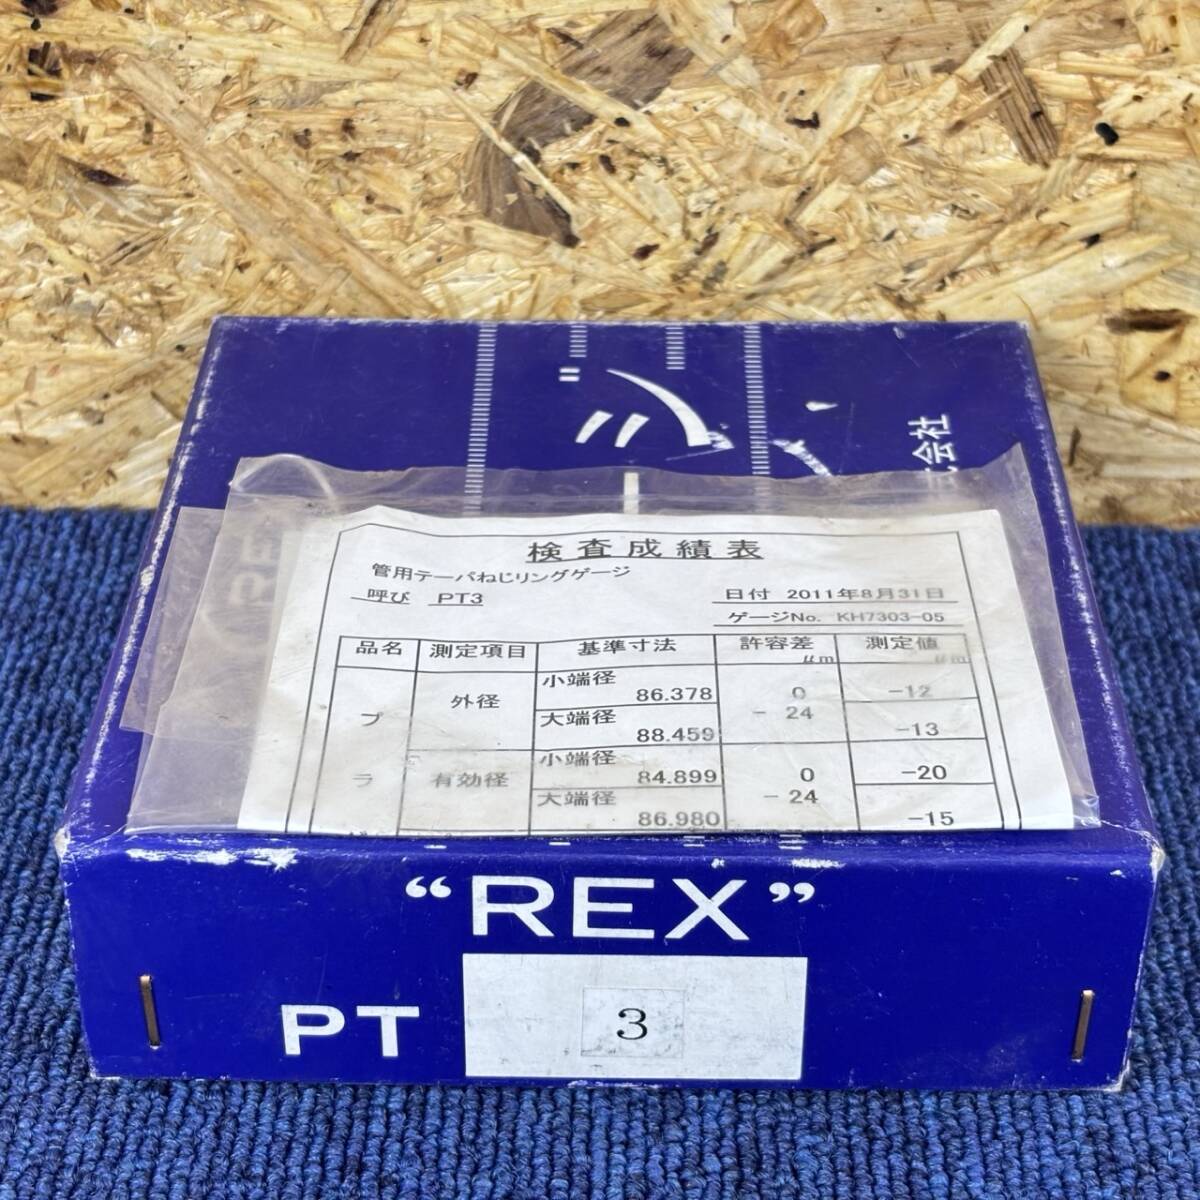 会社
検査成績表
管用テーパねじリングゲージ
呼び PT3
日付 2011年8月31日
ゲージNo. KH7303-05
品名 測定項目 基準寸法 許容差 μm 測定値 μm
プラ
外径 小端径 86.378 0 -24 -12
大端径 88.459 -13
有効径 小端径 84.899 0 -24 -20
大端径 86.980 -15
“REX”
PT 3